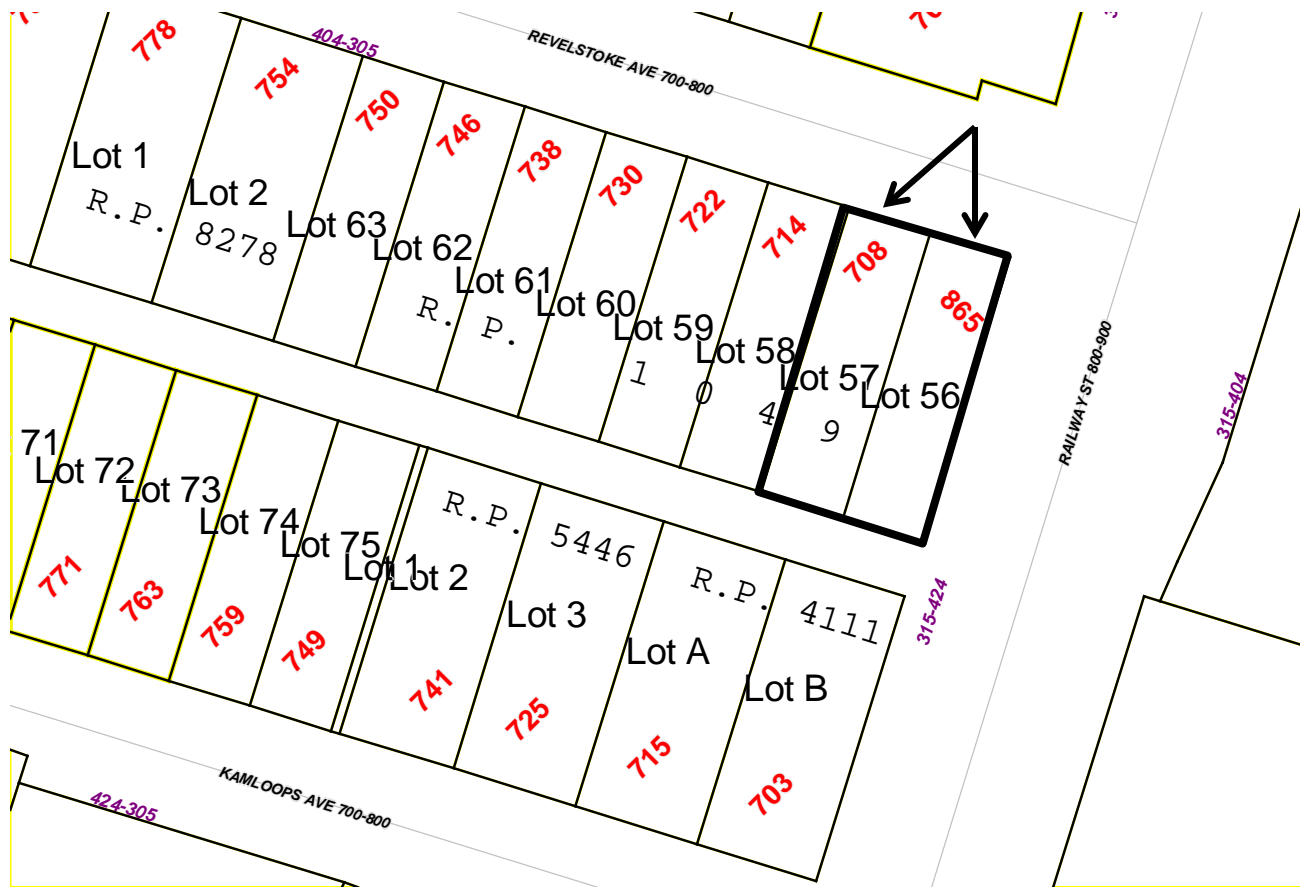 404-305
REVELSTOKE AVE 700-800
778
754
750
746
738
730
722
714
708
865
Lot 1
Lot 2
Lot 63
Lot 62
Lot 61
Lot 60
Lot 59
Lot 58
Lot 57
Lot 56
R.P. 8278
R. P. 1 0 4 9
RAILWAY ST 800-900
315-404
71
Lot 72
Lot 73
Lot 74
Lot 75
Lot 1
Lot 2
Lot 3
Lot A
Lot B
R.P. 5446
R.P. 4111
315-424
771
763
759
749
741
725
715
703
KAMLOOPS AVE 700-800
424-305